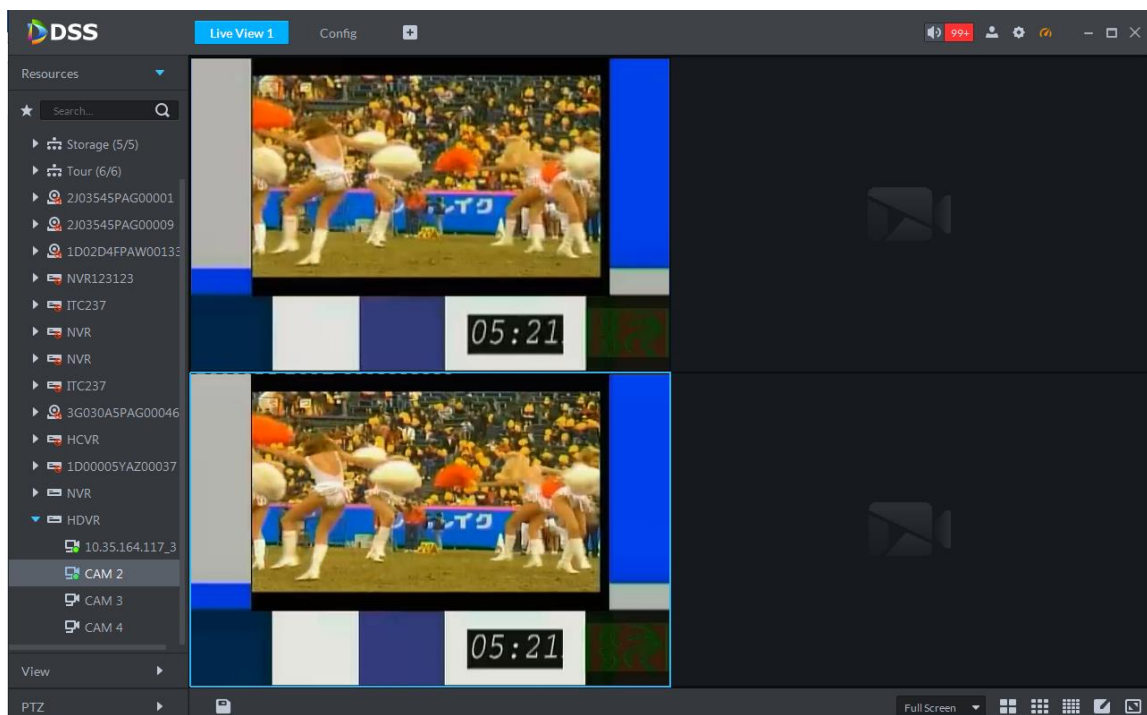 DSS
Live View 1
Config
99+
Resources
Search...
Storage (5/5)
Tour (6/6)
2J03545PAG00001
2J03545PAG00009
1D02D4FPAW00133
NVR123123
ITC237
NVR
NVR
ITC237
3G030A5PAG00046
HCVR
1D00005YAZ00037
NVR
HDVR
10.35.164.117_3
CAM 2
CAM 3
CAM 4
View
PTZ
05:21
05:21
Full Screen